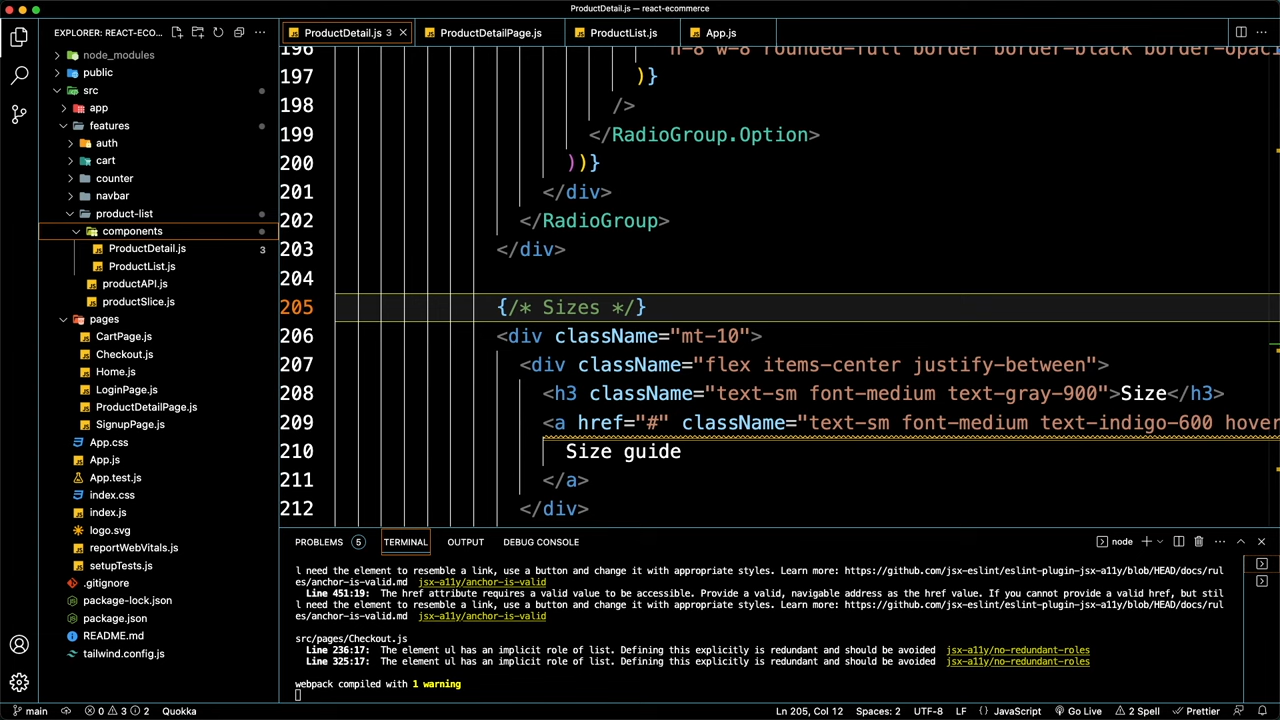 ProductDetail.js — react-ecommerce
EXPLORER: REACT-ECOM...
node_modules
public
src
app
features
auth
cart
counter
navbar
product-list
components
ProductDetail.js 3
ProductList.js
productAPI.js
productSlice.js
pages
CartPage.js
Checkout.js
Home.js
LoginPage.js
ProductDetailPage.js
SignupPage.js
App.css
App.js
App.test.js
index.css
index.js
logo.svg
reportWebVitals.js
setupTests.js
.gitignore
package-lock.json
package.json
README.md
tailwind.config.js
ProductDetail.js 3 ProductDetailPage.js ProductList.js App.js
196 h-8 w-8 rounded-full border border-black border-opac
197 )}
198 />
199 </RadioGroup.Option>
200 ))}
201 </div>
202 </RadioGroup>
203 </div>
204
205 {/* Sizes */}
206 <div className="mt-10">
207 <div className="flex items-center justify-between">
208 <h3 className="text-sm font-medium text-gray-900">Size</h3>
209 <a href="#" className="text-sm font-medium text-indigo-600 hover
210 Size guide
211 </a>
212 </div>
PROBLEMS 5 TERMINAL OUTPUT DEBUG CONSOLE node
l need the element to resemble a link, use a button and change it with appropriate styles. Learn more: https://github.com/jsx-eslint/eslint-plugin-jsx-a11y/blob/HEAD/docs/rul
es/anchor-is-valid.md jsx-a11y/anchor-is-valid
Line 451:19: The href attribute requires a valid value to be accessible. Provide a valid, navigable address as the href value. If you cannot provide a valid href, but stil
l need the element to resemble a link, use a button and change it with appropriate styles. Learn more: https://github.com/jsx-eslint/eslint-plugin-jsx-a11y/blob/HEAD/docs/rul
es/anchor-is-valid.md jsx-a11y/anchor-is-valid
src/pages/Checkout.js
Line 236:17: The element ul has an implicit role of list. Defining this explicitly is redundant and should be avoided jsx-a11y/no-redundant-roles
Line 325:17: The element ul has an implicit role of list. Defining this explicitly is redundant and should be avoided jsx-a11y/no-redundant-roles
webpack compiled with 1 warning
main 0 3 2 Quokka Ln 205, Col 12 Spaces: 2 UTF-8 LF {} JavaScript Go Live 2 Spell Prettier